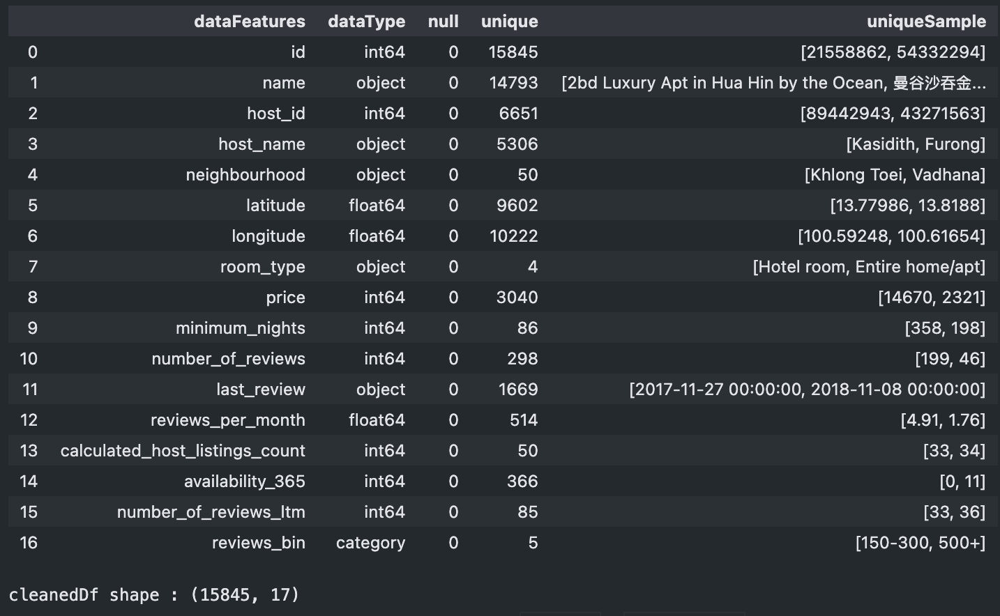 dataFeatures dataType null unique uniqueSample
0 id int64 0 15845 [21558862, 54332294]
1 name object 0 14793 [2bd Luxury Apt in Hua Hin by the Ocean, 曼谷沙吞金...
2 host_id int64 0 6651 [89442943, 43271563]
3 host_name object 0 5306 [Kasidith, Furong]
4 neighbourhood object 0 50 [Khlong Toei, Vadhana]
5 latitude float64 0 9602 [13.77986, 13.8188]
6 longitude float64 0 10222 [100.59248, 100.61654]
7 room_type object 0 4 [Hotel room, Entire home/apt]
8 price int64 0 3040 [14670, 2321]
9 minimum_nights int64 0 86 [358, 198]
10 number_of_reviews int64 0 298 [199, 46]
11 last_review object 0 1669 [2017-11-27 00:00:00, 2018-11-08 00:00:00]
12 reviews_per_month float64 0 514 [4.91, 1.76]
13 calculated_host_listings_count int64 0 50 [33, 34]
14 availability_365 int64 0 366 [0, 11]
15 number_of_reviews_ltm int64 0 85 [33, 36]
16 reviews_bin category 0 5 [150-300, 500+]
cleanedDf shape : (15845, 17)